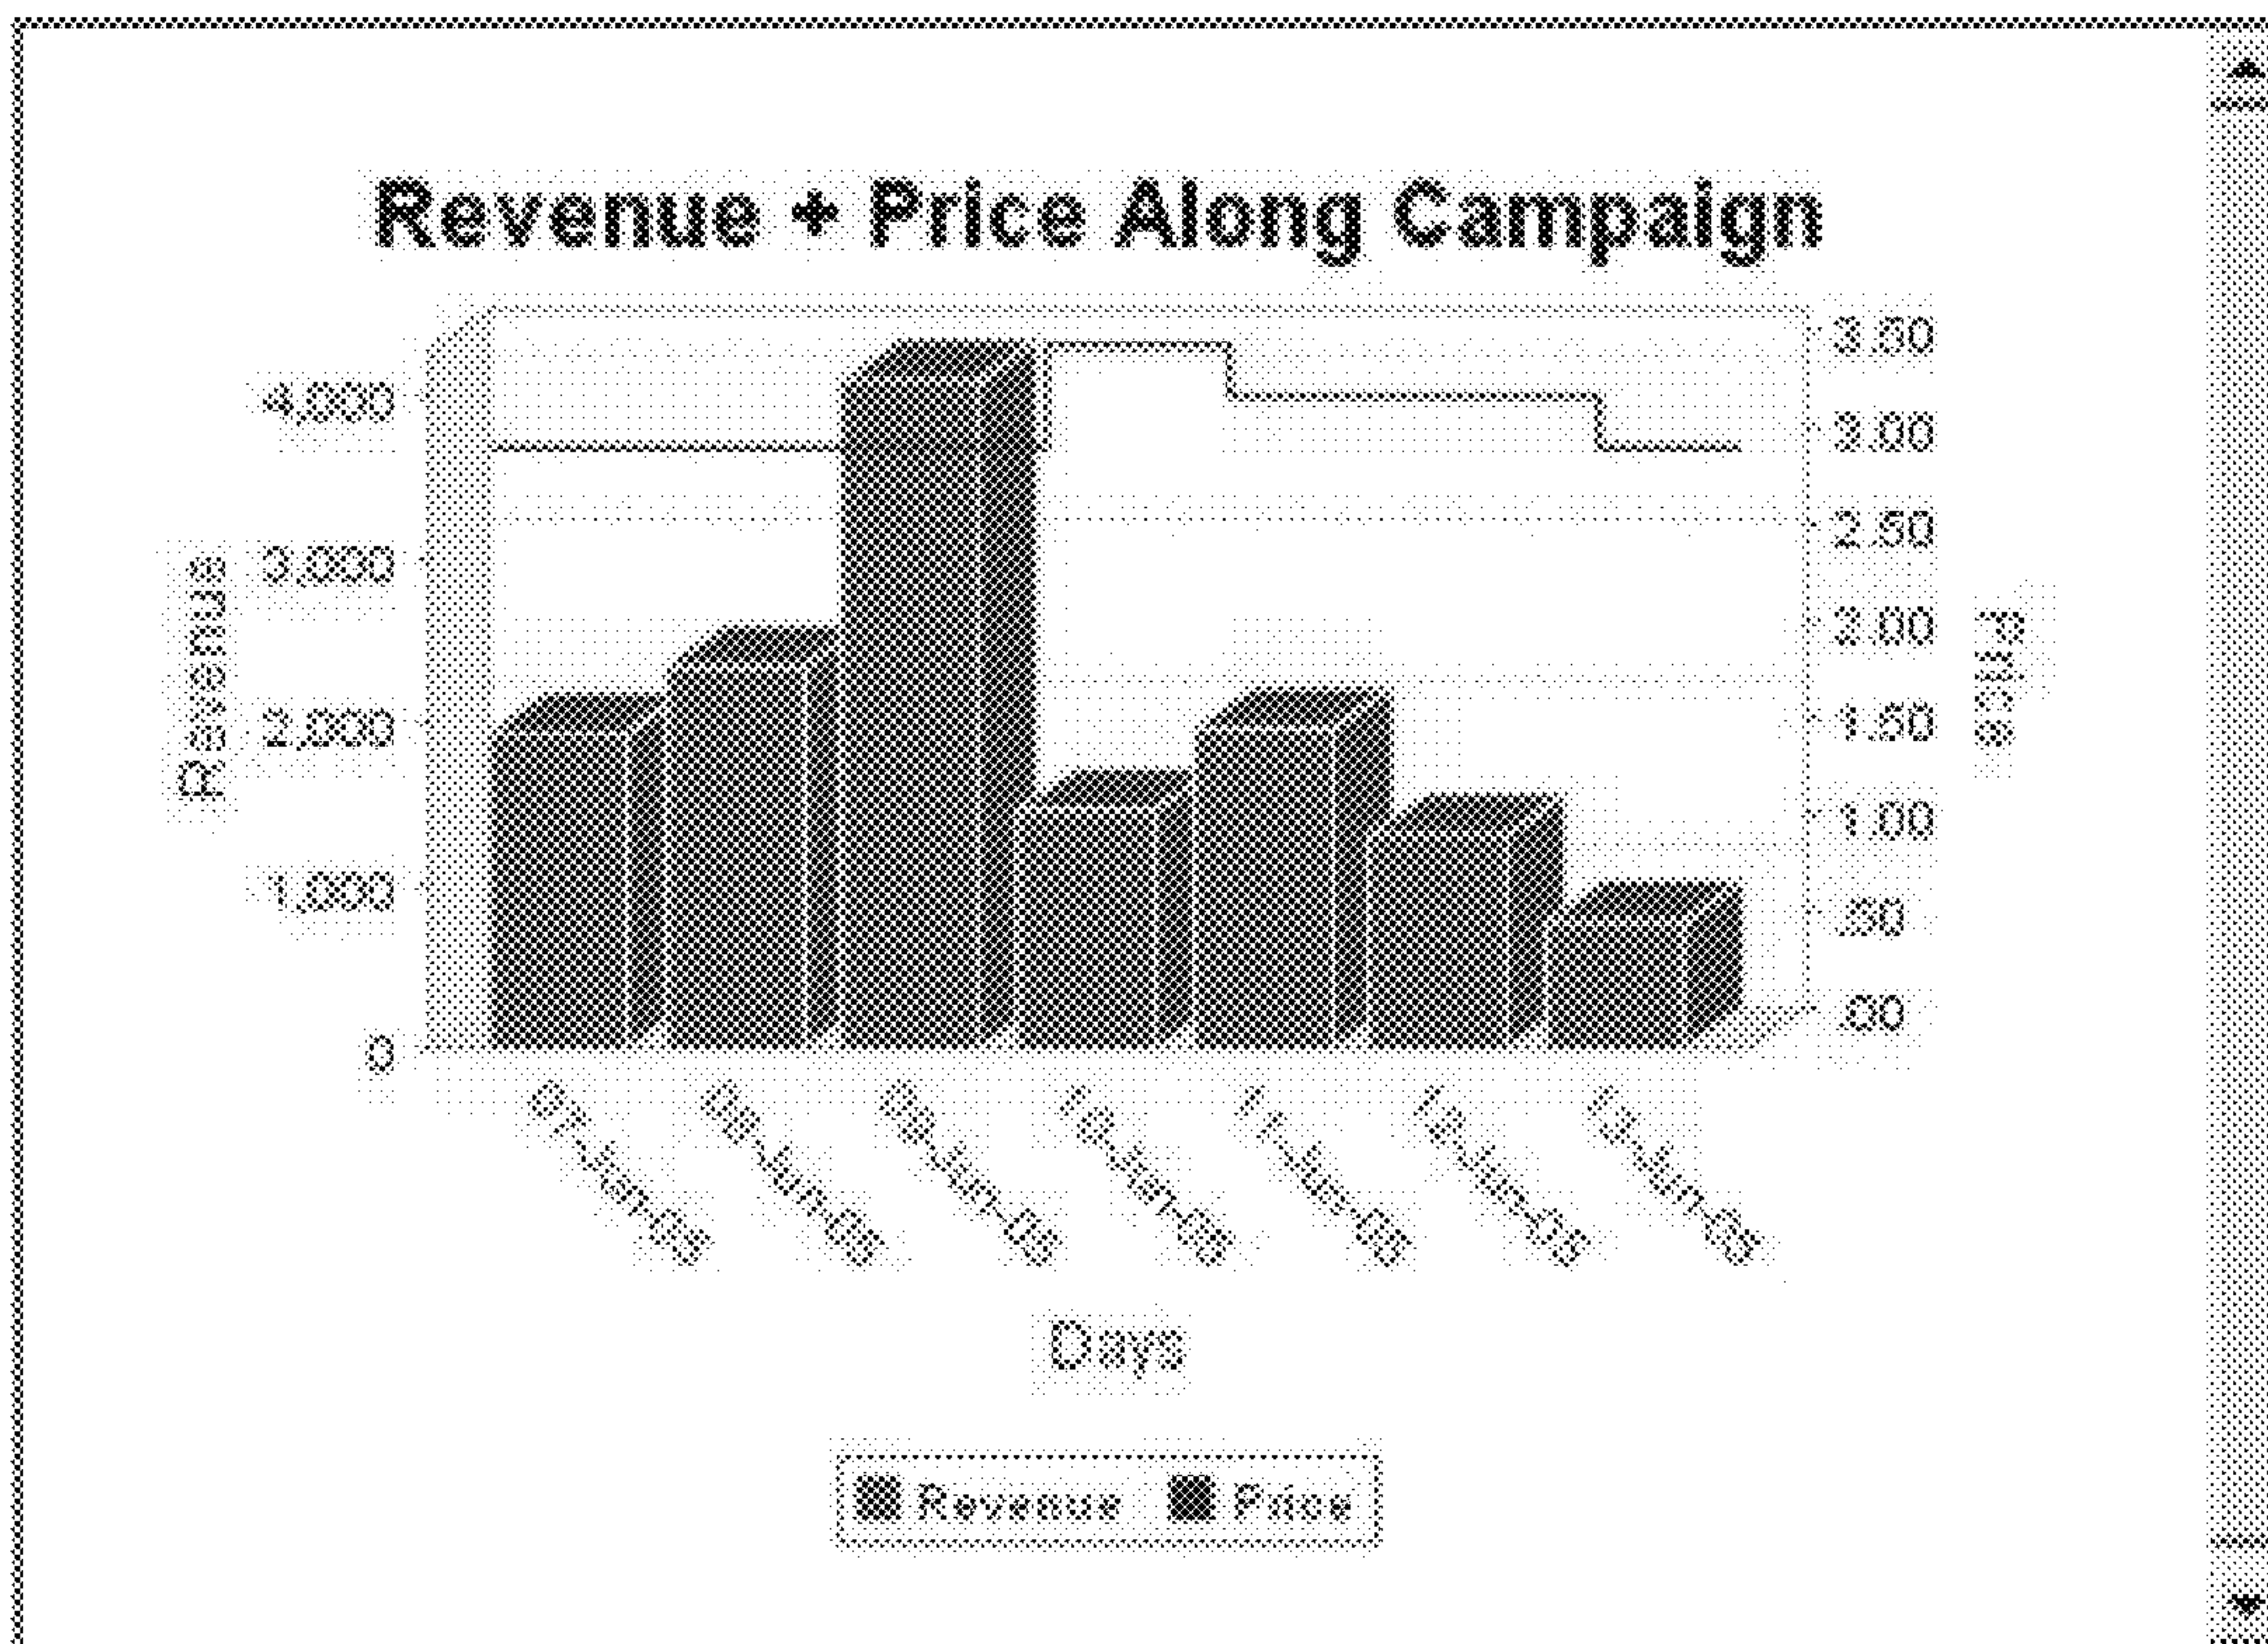 Revenue + Price Along Campaign
4,000
3,000
2,000
1,000
0
Revenue
3.50
3.00
2.50
2.00
1.50
1.00
.50
.00
Price
Days
Revenue Price